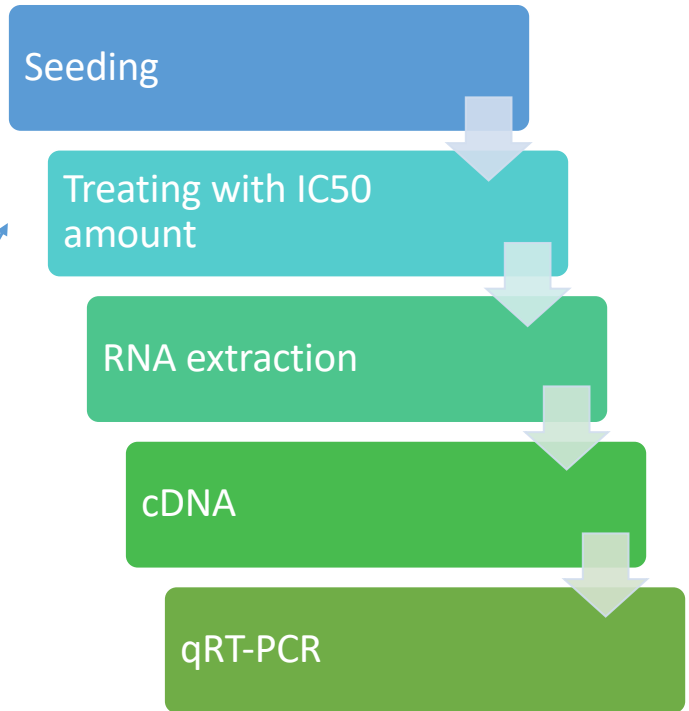 Seeding
Treating with IC50
amount
RNA extraction
cDNA
qRT-PCR